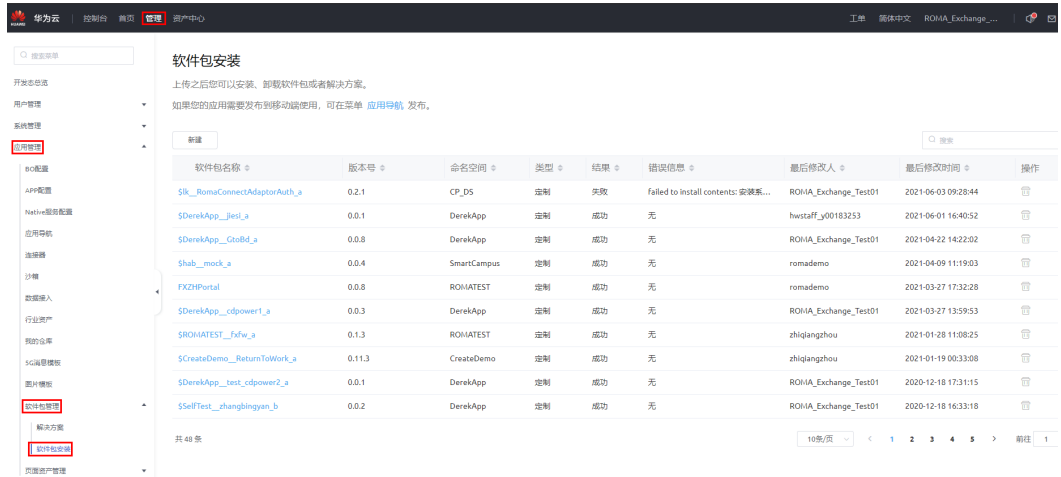 HUAWEI 华为云 控制台 首页 管理 资产中心 工单 简体中文 ROMA_Exchange_...
搜索菜单
开发态总览
用户管理
系统管理
应用管理
BO配置
APP配置
Native服务配置
应用导航
连接器
沙箱
数据接入
行业资产
我的仓库
5G消息模板
图片模板
软件包管理
解决方案
软件包安装
页面资产管理
软件包安装
上传之后您可以安装、卸载软件包或者解决方案。
如果您的应用需要发布到移动端使用，可在菜单 应用导航 发布。
新建 搜索
软件包名称 版本号 命名空间 类型 结果 错误信息 最后修改人 最后修改时间 操作
$lk__RomaConnectAdaptorAuth_a 0.2.1 CP_DS 定制 失败 failed to install contents: 安装系... ROMA_Exchange_Test01 2021-06-03 09:28:44
$DerekApp__jiesi_a 0.0.1 DerekApp 定制 成功 无 hwstaff_y00183253 2021-06-01 16:40:52
$DerekApp__GtoBd_a 0.0.8 DerekApp 定制 成功 无 ROMA_Exchange_Test01 2021-04-22 14:22:02
$hab__mock_a 0.0.4 SmartCampus 定制 成功 无 romademo 2021-04-09 11:19:03
FXZHPortal 0.0.8 ROMATEST 定制 成功 无 romademo 2021-03-27 17:32:28
$DerekApp__cdpower1_a 0.0.3 DerekApp 定制 成功 无 ROMA_Exchange_Test01 2021-03-27 13:59:53
$ROMATEST__fxfw_a 0.1.3 ROMATEST 定制 成功 无 zhiqiangzhou 2021-01-28 11:08:25
$CreateDemo__ReturnToWork_a 0.11.3 CreateDemo 定制 成功 无 zhiqiangzhou 2021-01-19 00:33:08
$DerekApp__test_cdpower2_a 0.0.1 DerekApp 定制 成功 无 ROMA_Exchange_Test01 2020-12-18 17:31:15
$SelfTest__zhangbingyan_b 0.0.2 DerekApp 定制 成功 无 ROMA_Exchange_Test01 2020-12-18 16:33:18
共 48 条 10条/页 < 1 2 3 4 5 > 前往 1